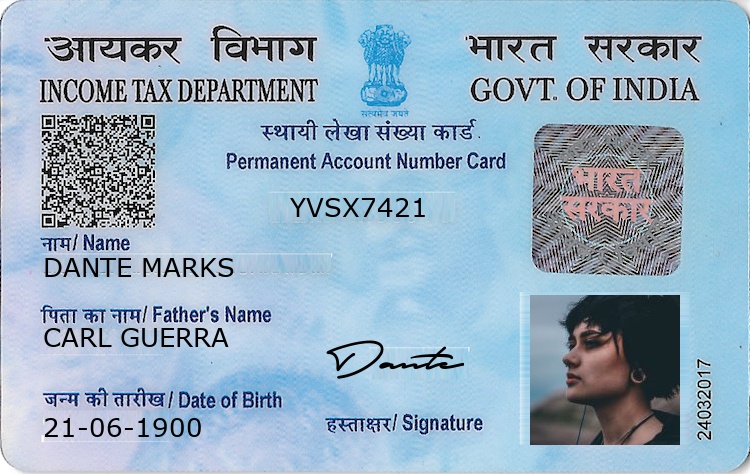 आयकर विभाग
INCOME TAX DEPARTMENT
भारत सरकार
GOVT. OF INDIA
सत्यमेव जयते
स्थायी लेखा संख्या कार्ड
Permanent Account Number Card
YVSX7421
भारत
सरकार
नाम/ Name
DANTE MARKS
पिता का नाम/ Father's Name
CARL GUERRA
Dante
जन्म की तारीख / Date of Birth
21-06-1900
हस्ताक्षर/ Signature
24032017